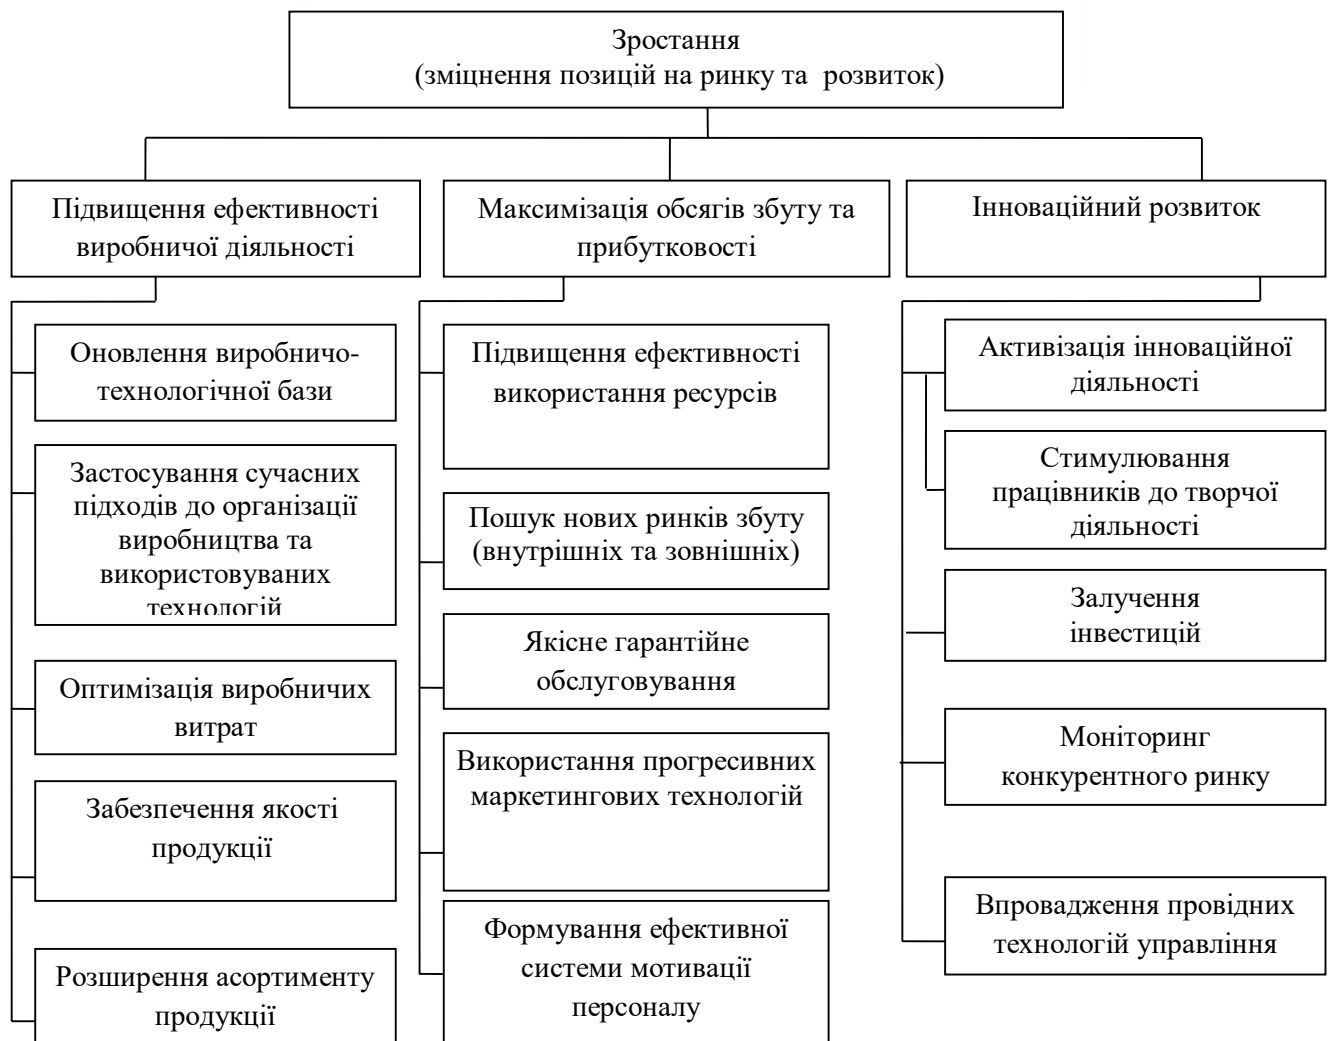 Зростання
(зміцнення позицій на ринку та розвиток)
Підвищення ефективності
виробничої діяльності
Максимізація обсягів збуту та
прибутковості
Інноваційний розвиток
Оновлення виробничо-
технологічної бази
Застосування сучасних
підходів до організації
виробництва та
використовуваних
технологій
Оптимізація виробничих
витрат
Забезпечення якості
продукції
Розширення асортименту
продукції
Підвищення ефективності
використання ресурсів
Пошук нових ринків збуту
(внутрішніх та зовнішніх)
Якісне гарантійне
обслуговування
Використання прогресивних
маркетингових технологій
Формування ефективної
системи мотивації
персоналу
Активізація інноваційної
діяльності
Стимулювання
працівників до творчої
діяльності
Залучення
інвестицій
Моніторинг
конкурентного ринку
Впровадження провідних
технологій управління